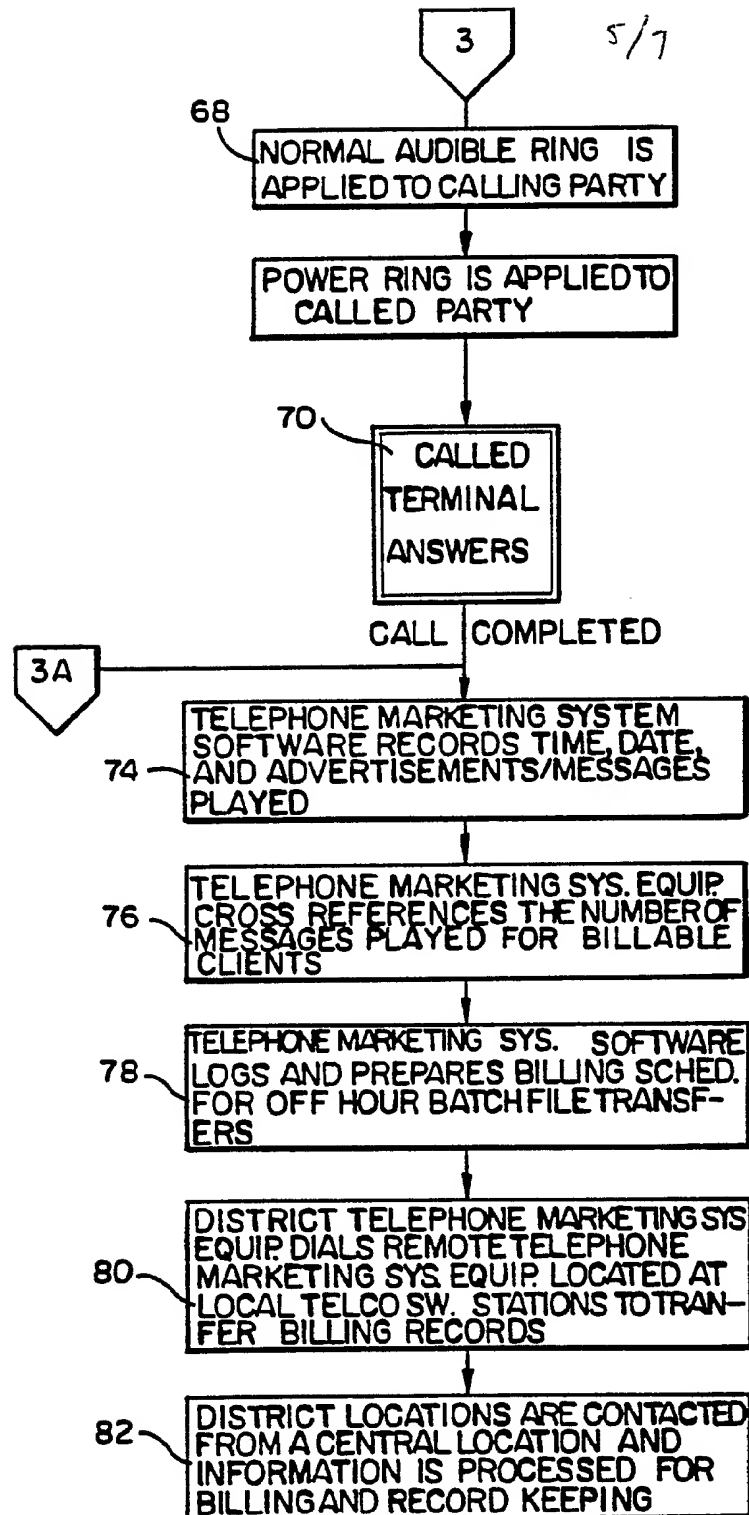 3
5/7
68
NORMAL AUDIBLE RING IS
APPLIED TO CALLING PARTY
POWER RING IS APPLIED TO
CALLED PARTY
70
CALLED
TERMINAL
ANSWERS
CALL COMPLETED
3A
TELEPHONE MARKETING SYSTEM
SOFTWARE RECORDS TIME, DATE,
74
AND ADVERTISEMENTS/MESSAGES
PLAYED
TELEPHONE MARKETING SYS. EQUIP.
CROSS REFERENCES THE NUMBER OF
76
MESSAGES PLAYED FOR BILLABLE
CLIENTS
TELEPHONE MARKETING SYS. SOFTWARE
LOGS AND PREPARES BILLING SCHED.
78
FOR OFF HOUR BATCH FILE TRANSF-
ERS
DISTRICT TELEPHONE MARKETING SYS
EQUIP. DIALS REMOTE TELEPHONE
MARKETING SYS. EQUIP. LOCATED AT
80
LOCAL TELCO SW. STATIONS TO TRAN-
FER BILLING RECORDS
DISTRICT LOCATIONS ARE CONTACTED
82
FROM A CENTRAL LOCATION AND
INFORMATION IS PROCESSED FOR
BILLING AND RECORD KEEPING